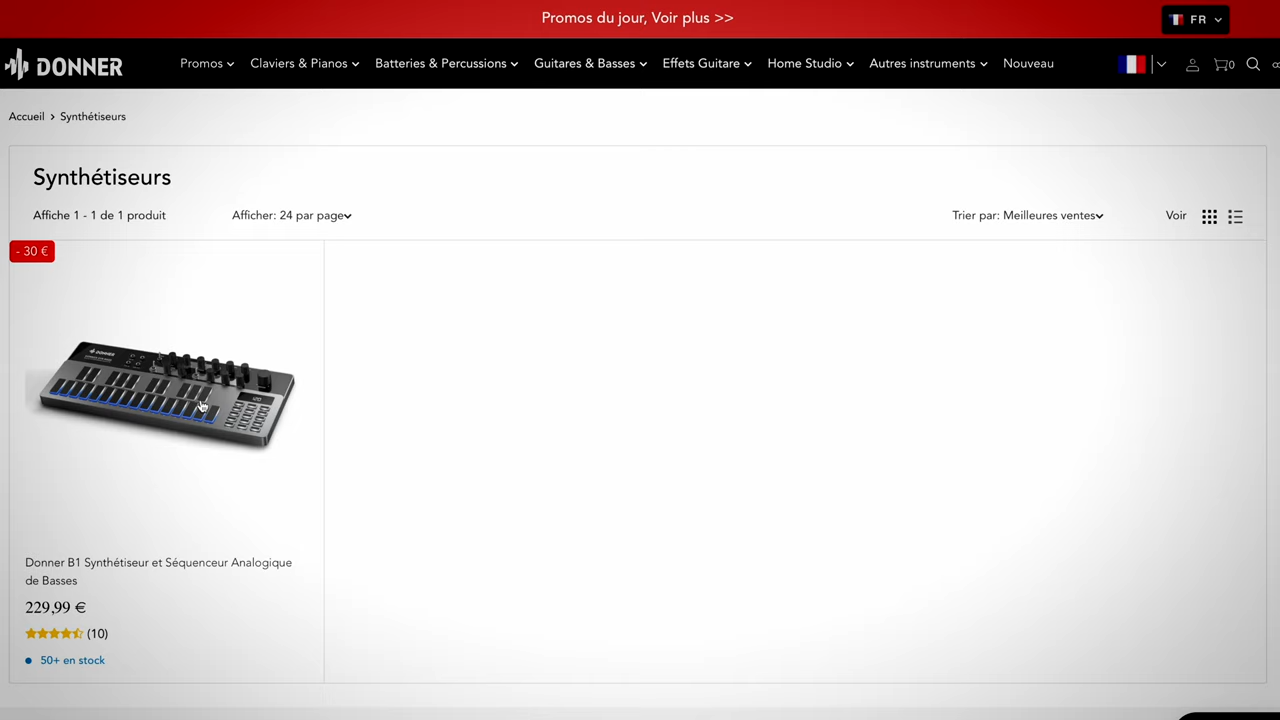 Promos du jour, Voir plus >>
FR
DONNER
Promos
Claviers & Pianos
Batteries & Percussions
Guitares & Basses
Effets Guitare
Home Studio
Autres instruments
Nouveau
0
Accueil > Synthétiseurs
Synthétiseurs
Affiche 1 - 1 de 1 produit
Afficher: 24 par page
Trier par: Meilleures ventes
Voir
- 30 €
DONNER
Donner B1 Synthétiseur et Séquenceur Analogique
de Basses
229,99 €
(10)
50+ en stock